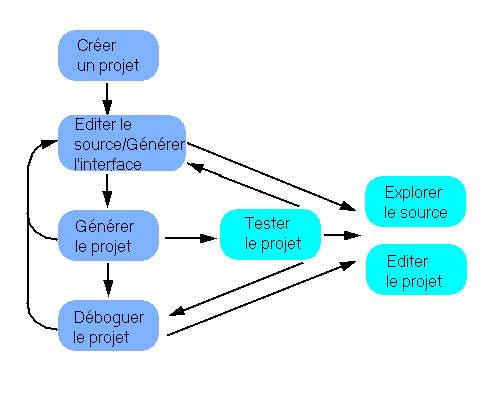 Créer
un projet
Editer le
source/Générer
l'interface
Générer
le projet
Tester
le projet
Explorer
le source
Editer
le projet
Déboguer
le projet